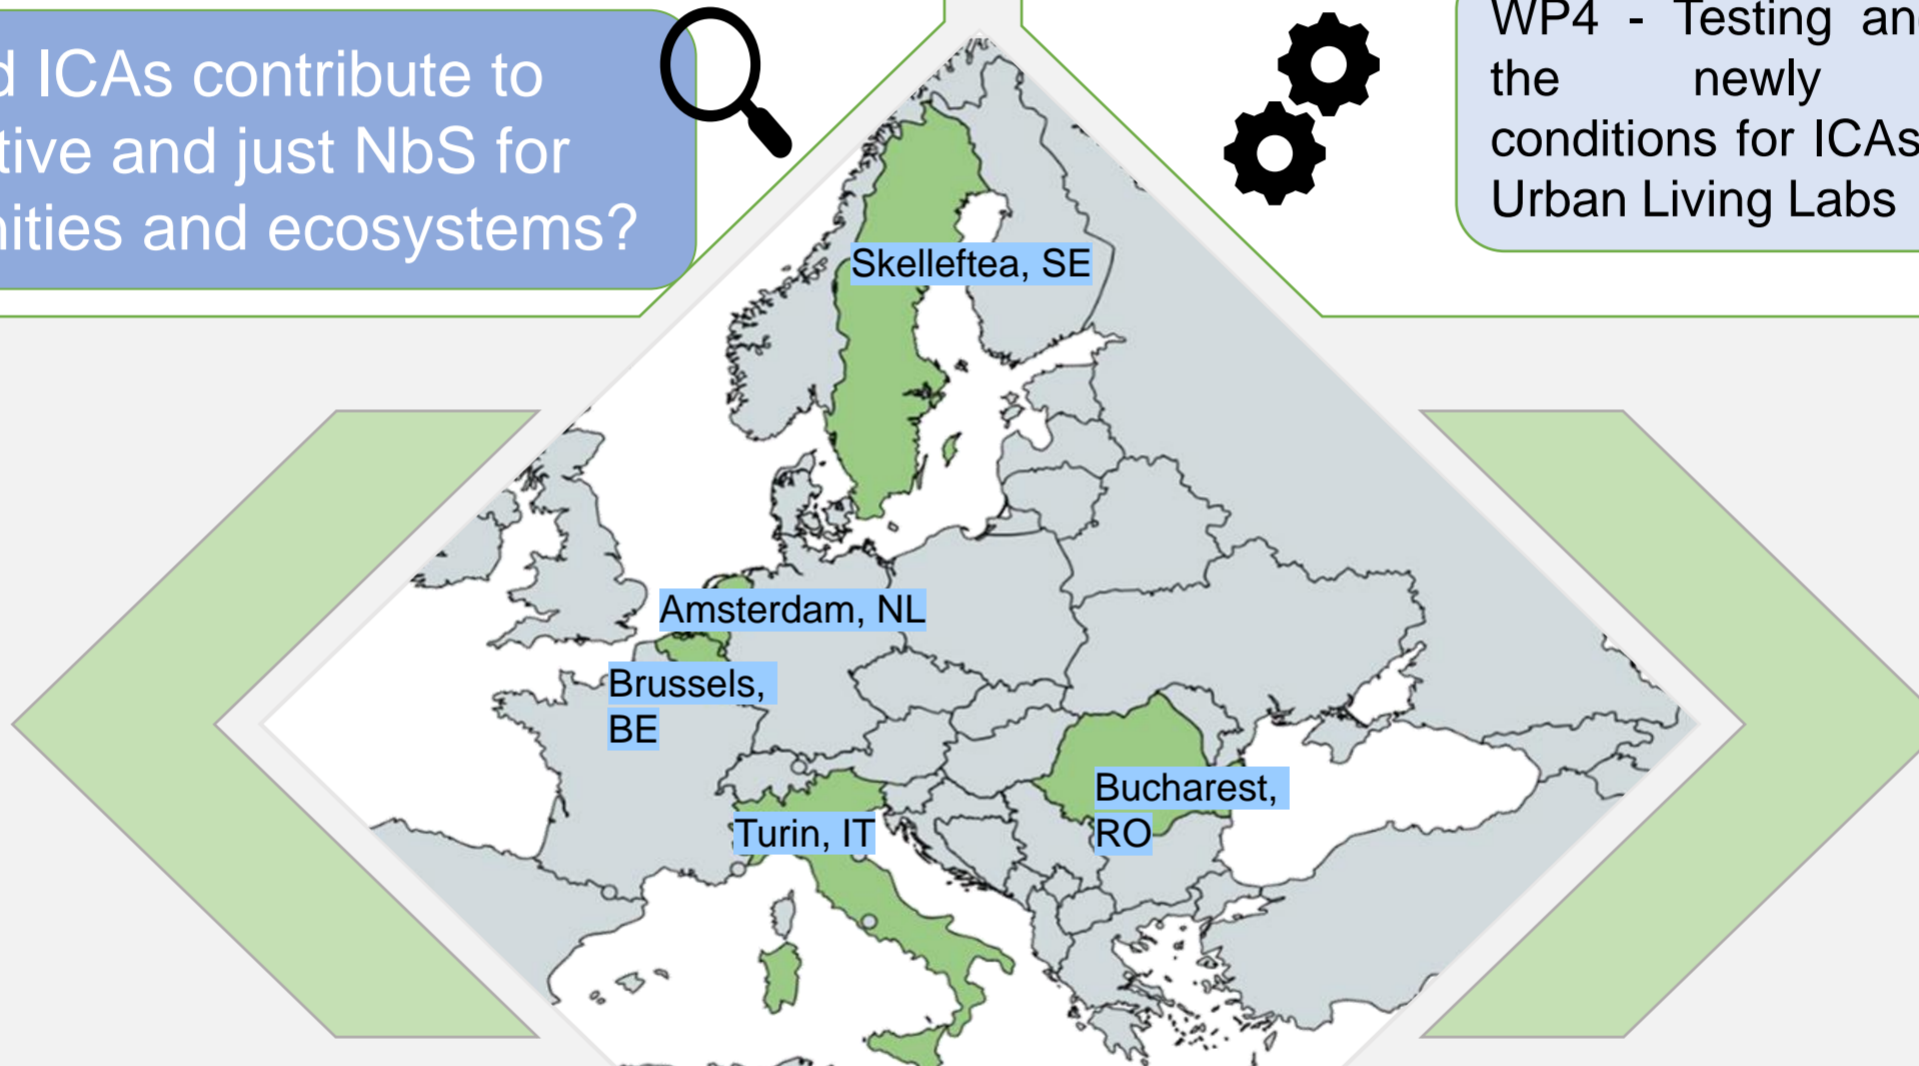 d ICAs contribute to
tive and just NbS for
nities and ecosystems?
WP4 - Testing an
the newly
conditions for ICAs
Urban Living Labs
Skelleftea, SE
Amsterdam, NL
Brussels,
BE
Turin, IT
Bucharest,
RO